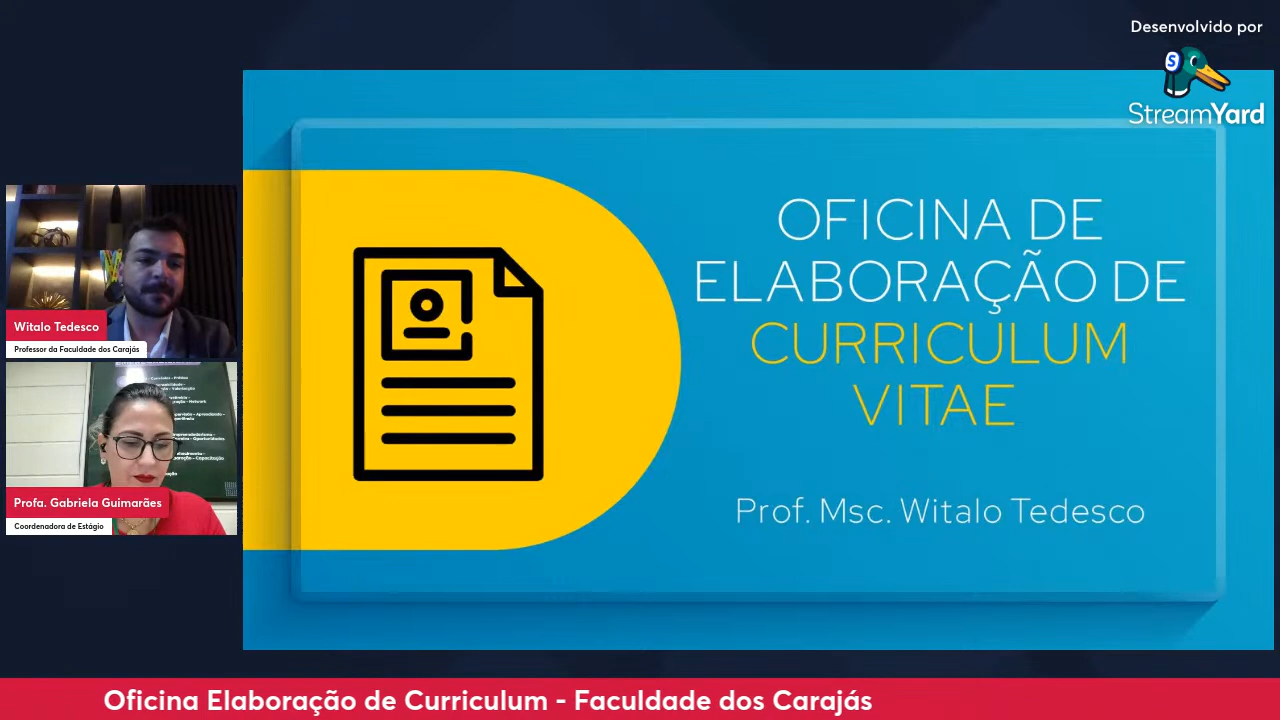 Desenvolvido por
StreamYard
OFICINA DE
ELABORAÇÃO DE
CURRICULUM
VITAE
Prof. Msc. Witalo Tedesco
Witalo Tedesco
Professor da Faculdade dos Carajás
Profa. Gabriela Guimarães
Coordenadora de Estágio
Oficina Elaboração de Curriculum - Faculdade dos Carajás